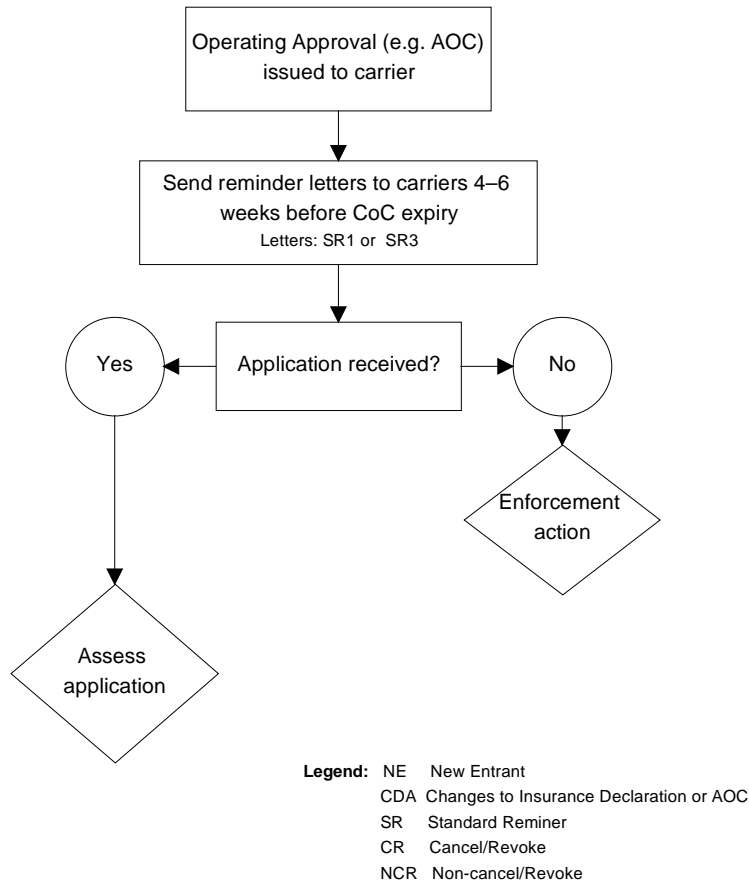 Operating Approval (e.g. AOC)
issued to carrier
Send reminder letters to carriers 4–6
weeks before CoC expiry
Letters: SR1 or SR3
Yes
Application received?
No
Enforcement
action
Assess
application
Legend: NE New Entrant
CDA Changes to Insurance Declaration or AOC
SR Standard Reminer
CR Cancel/Revoke
NCR Non-cancel/Revoke